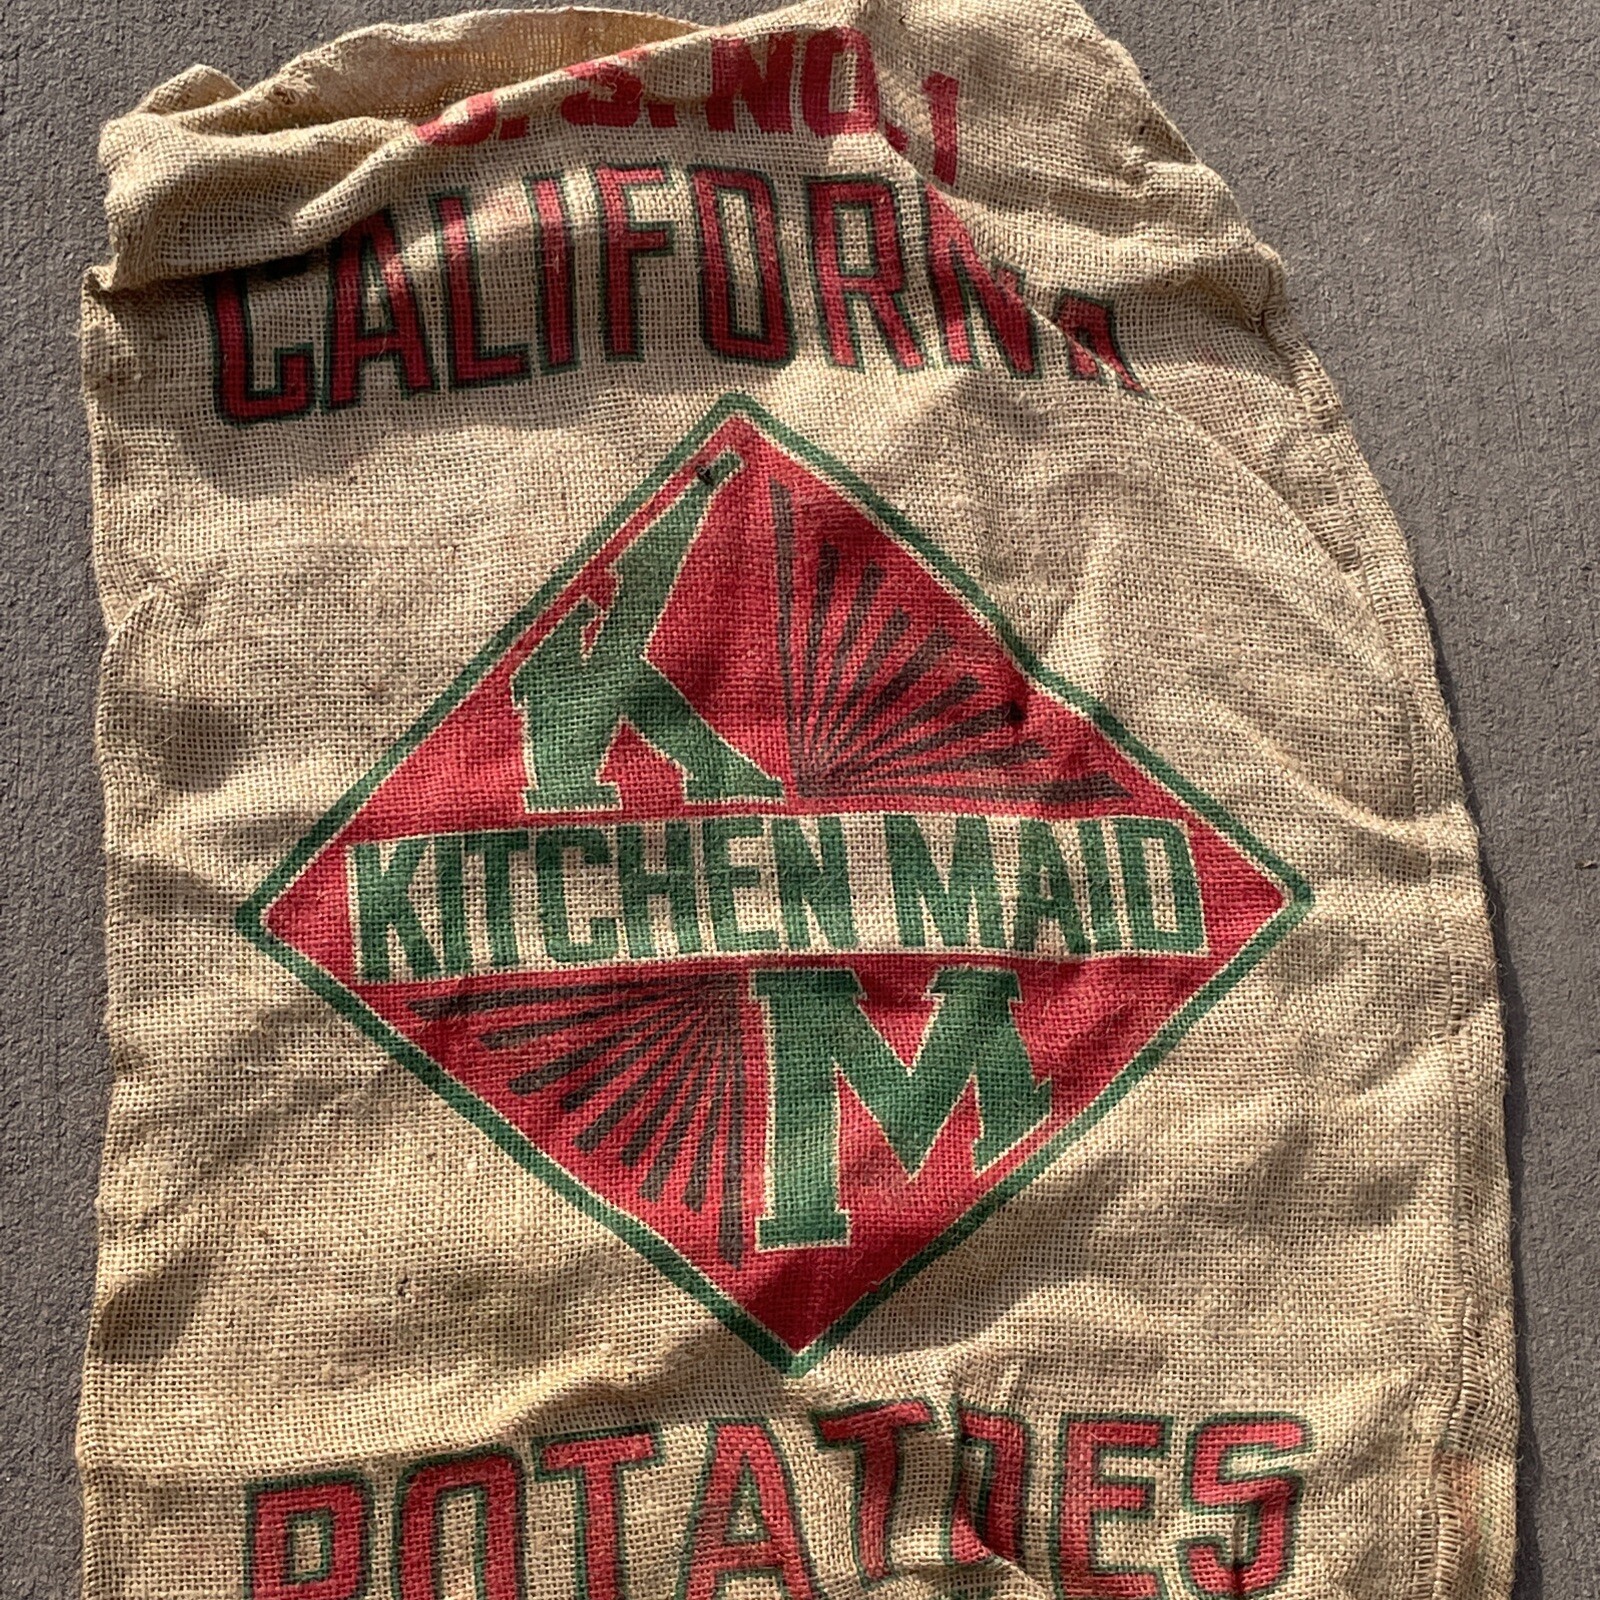 U. S. NO. 1
CALIFORNIA
K
KITCHEN MAID
M
POTATOES